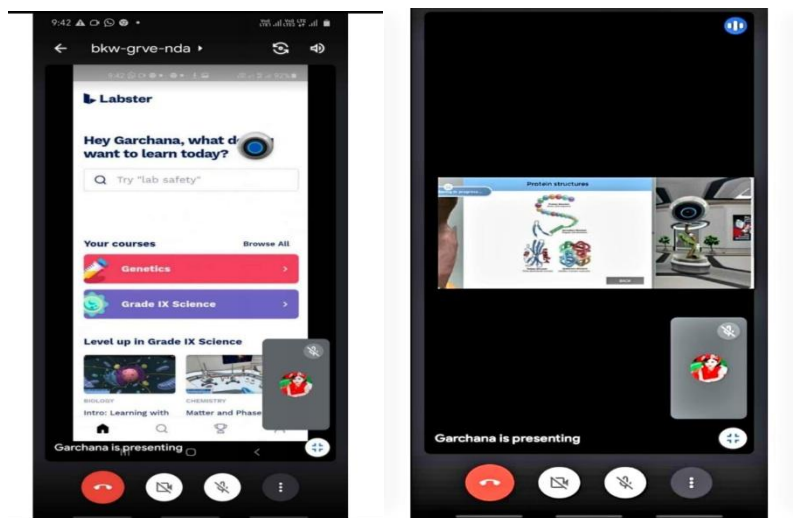 9:42
bkw-grve-nda
Labster
Hey Garchana, what d
want to learn today?
Try "lab safety"
Your courses
Browse All
Genetics
Grade IX Science
Level up in Grade IX Science
BIOLOGY
CHEMISTRY
Intro: Learning with
Matter and Phase
Garchana is presenting
Protein structures
BACK
Garchana is presenting